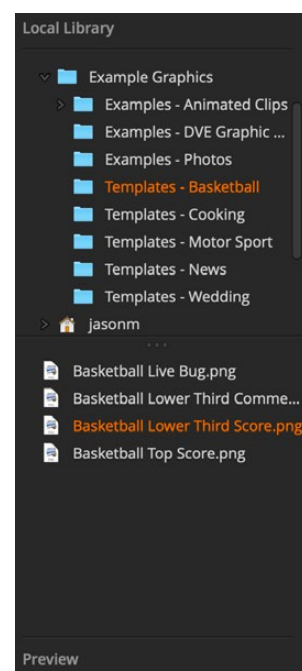 Local Library
Example Graphics
Examples - Animated Clips
Examples - DVE Graphic ...
Examples - Photos
Templates - Basketball
Templates - Cooking
Templates - Motor Sport
Templates - News
Templates - Wedding
jasonm
Basketball Live Bug.png
Basketball Lower Third Comme...
Basketball Lower Third Score.png
Basketball Top Score.png
Preview